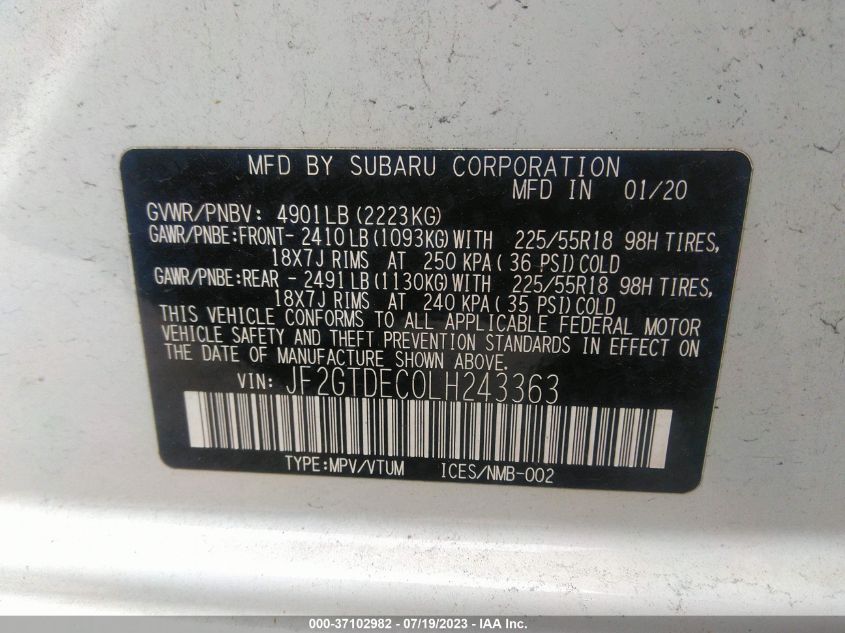 MFD BY SUBARU CORPORATION
MFD IN 01/20
GVWR/PNBV: 4901LB (2223KG)
GAWR/PNBE:FRONT- 2410LB (1093KG) WITH 225/55R18 98H TIRES,
18X7J RIMS AT 250 KPA ( 36 PSI) COLD
GAWR/PNBE:REAR - 2491LB (1130KG) WITH 225/55R18 98H TIRES,
18X7J RIMS AT 240 KPA ( 35 PSI) COLD
THIS VEHICLE CONFORMS TO ALL APPLICABLE FEDERAL MOTOR
VEHICLE SAFETY AND THEFT PREVENTION STANDARDS IN EFFECT ON
THE DATE OF MANUFACTURE SHOWN ABOVE.
VIN: JF2GTDEC0LH243363
TYPE:MPV/VTUM ICES/NMB-002
000-37102982 - 07/19/2023 - IAA Inc.